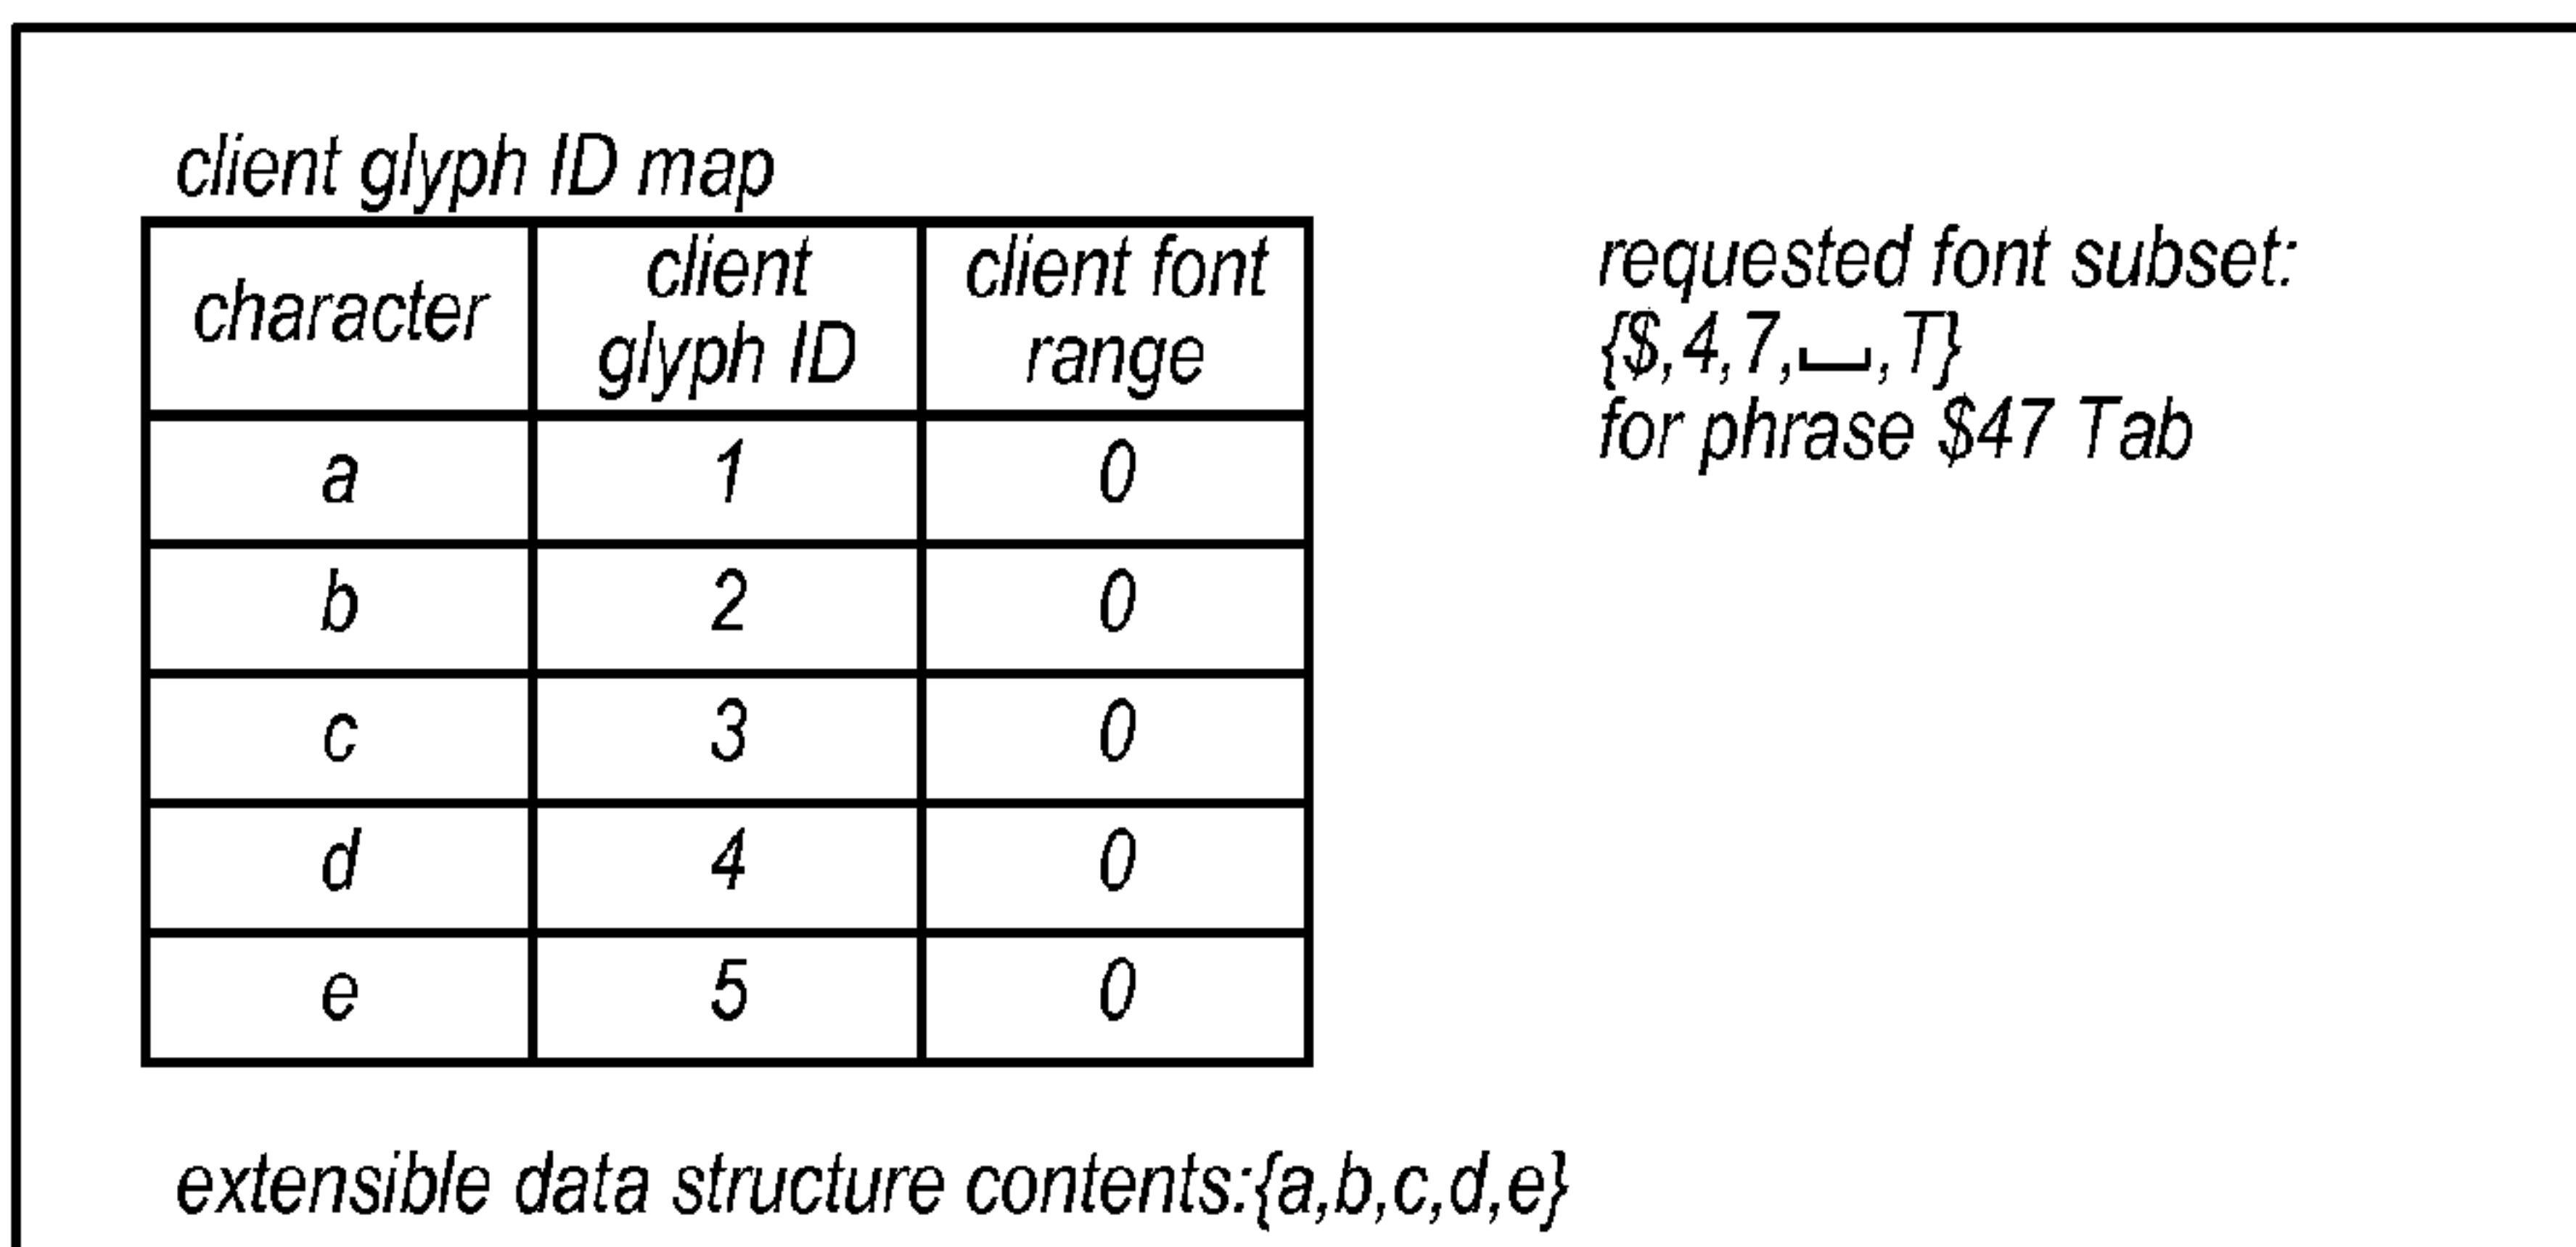 client glyph ID map
character
client
glyph ID
client font
range
a 1 0
b 2 0
c 3 0
d 4 0
e 5 0
requested font subset:
{$,4,7,⎵,T}
for phrase $47 Tab
extensible data structure contents:{a,b,c,d,e}